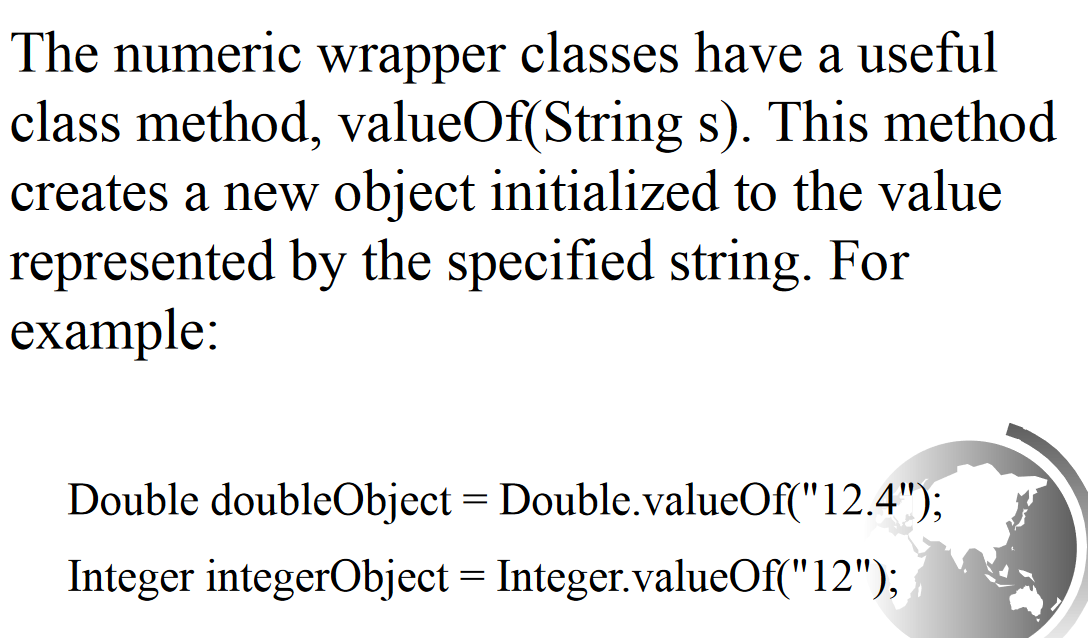 The numeric wrapper classes have a useful
class method, valueOf(String s). This method
creates a new object initialized to the value
represented by the specified string. For
example:
Double doubleObject = Double.valueOf("12.4");
Integer integerObject = Integer.valueOf("12");